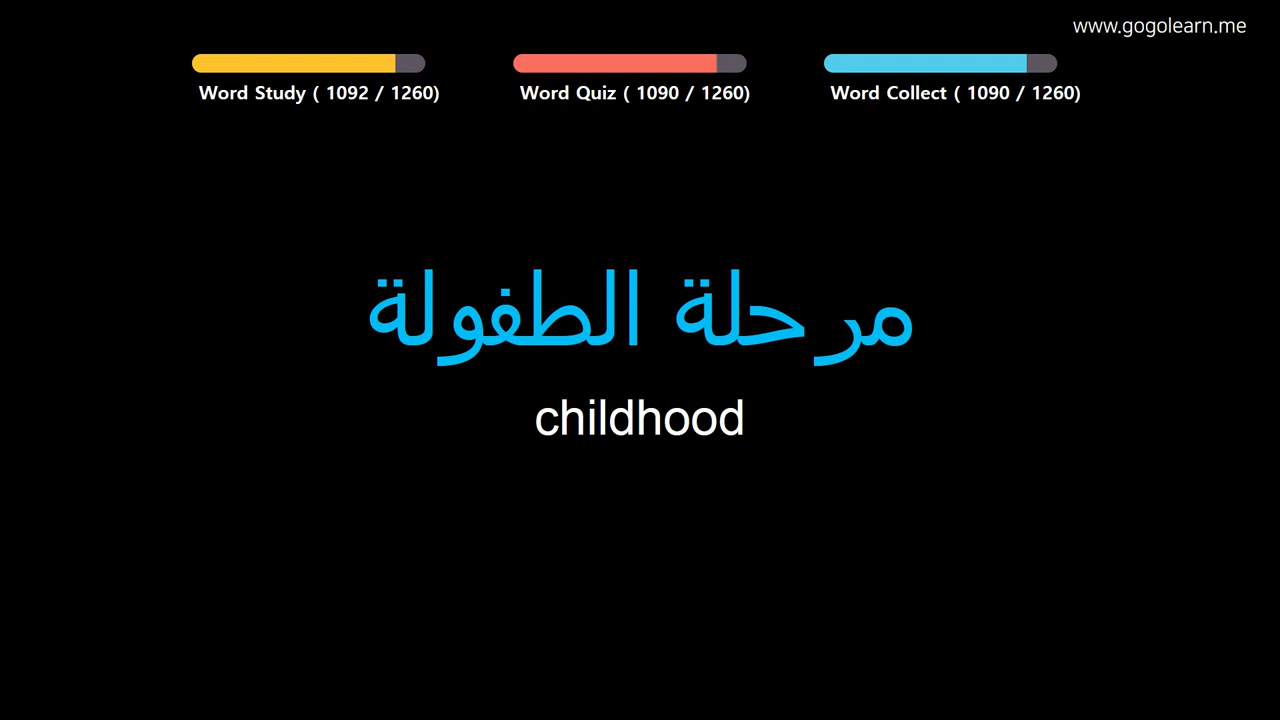 www.gogolearn.me
Word Study ( 1092 / 1260)
Word Quiz ( 1090 / 1260)
Word Collect ( 1090 / 1260)
مرحلة الطفولة
childhood